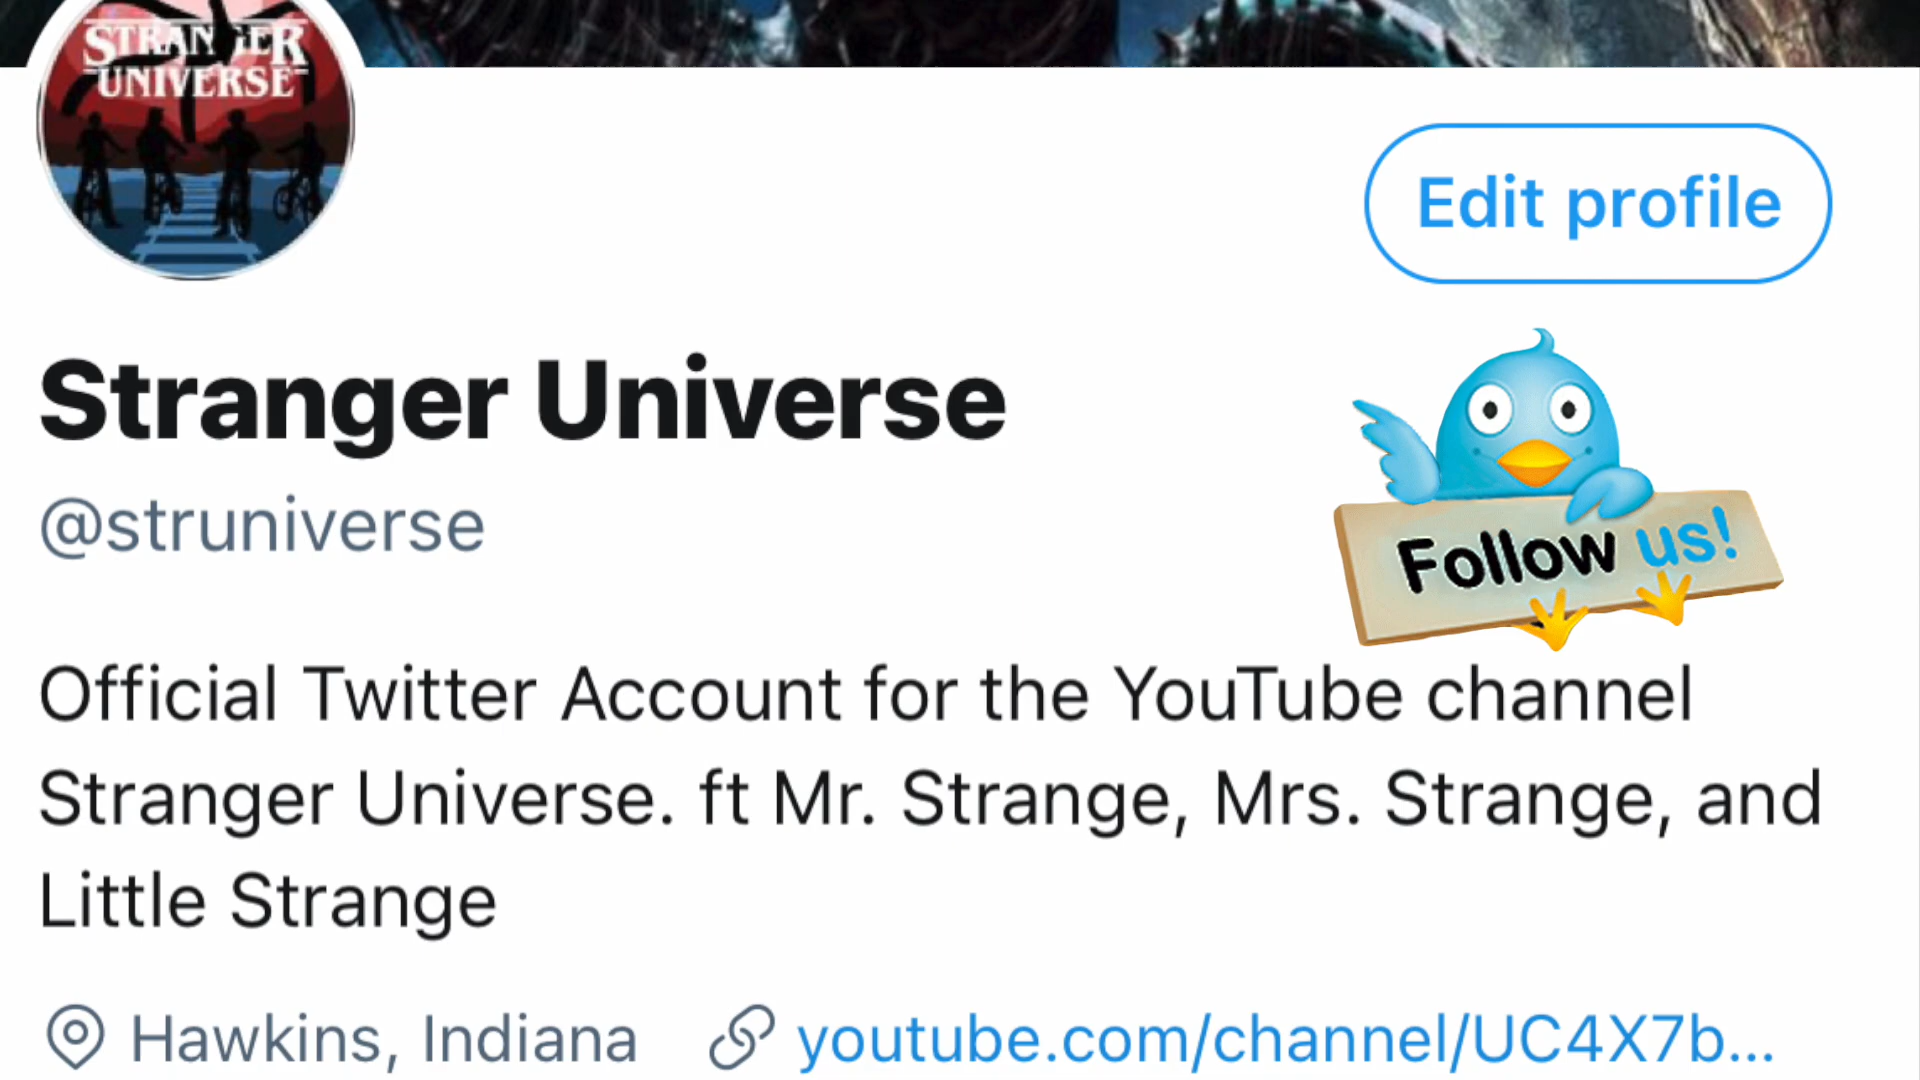 STRANGER
UNIVERSE
Edit profile
Stranger Universe
@struniverse
Follow us!
Official Twitter Account for the YouTube channel
Stranger Universe. ft Mr. Strange, Mrs. Strange, and
Little Strange
Hawkins, Indiana youtube.com/channel/UC4X7b...